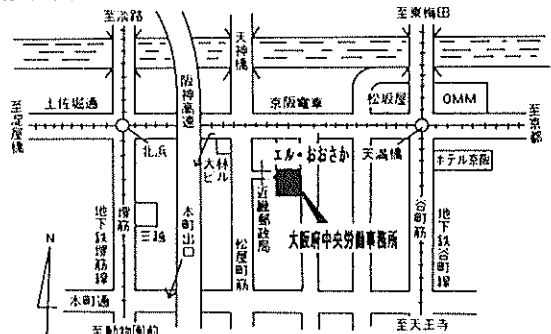 至淡路
至東梅田
天神橋
阪神高速
土佐堀通
京阪電車
松坂屋
OMM
至淀屋橋
至京都
北浜
大林ビル
エル・おおさか
天満橋
ホテル京阪
地下鉄堺筋線
堺筋
三越
本町出口
松屋町筋
近畿郵政局
大阪府中央労働事務所
谷町筋
地下鉄谷町線
N
本町通
至動物園前
至天王寺